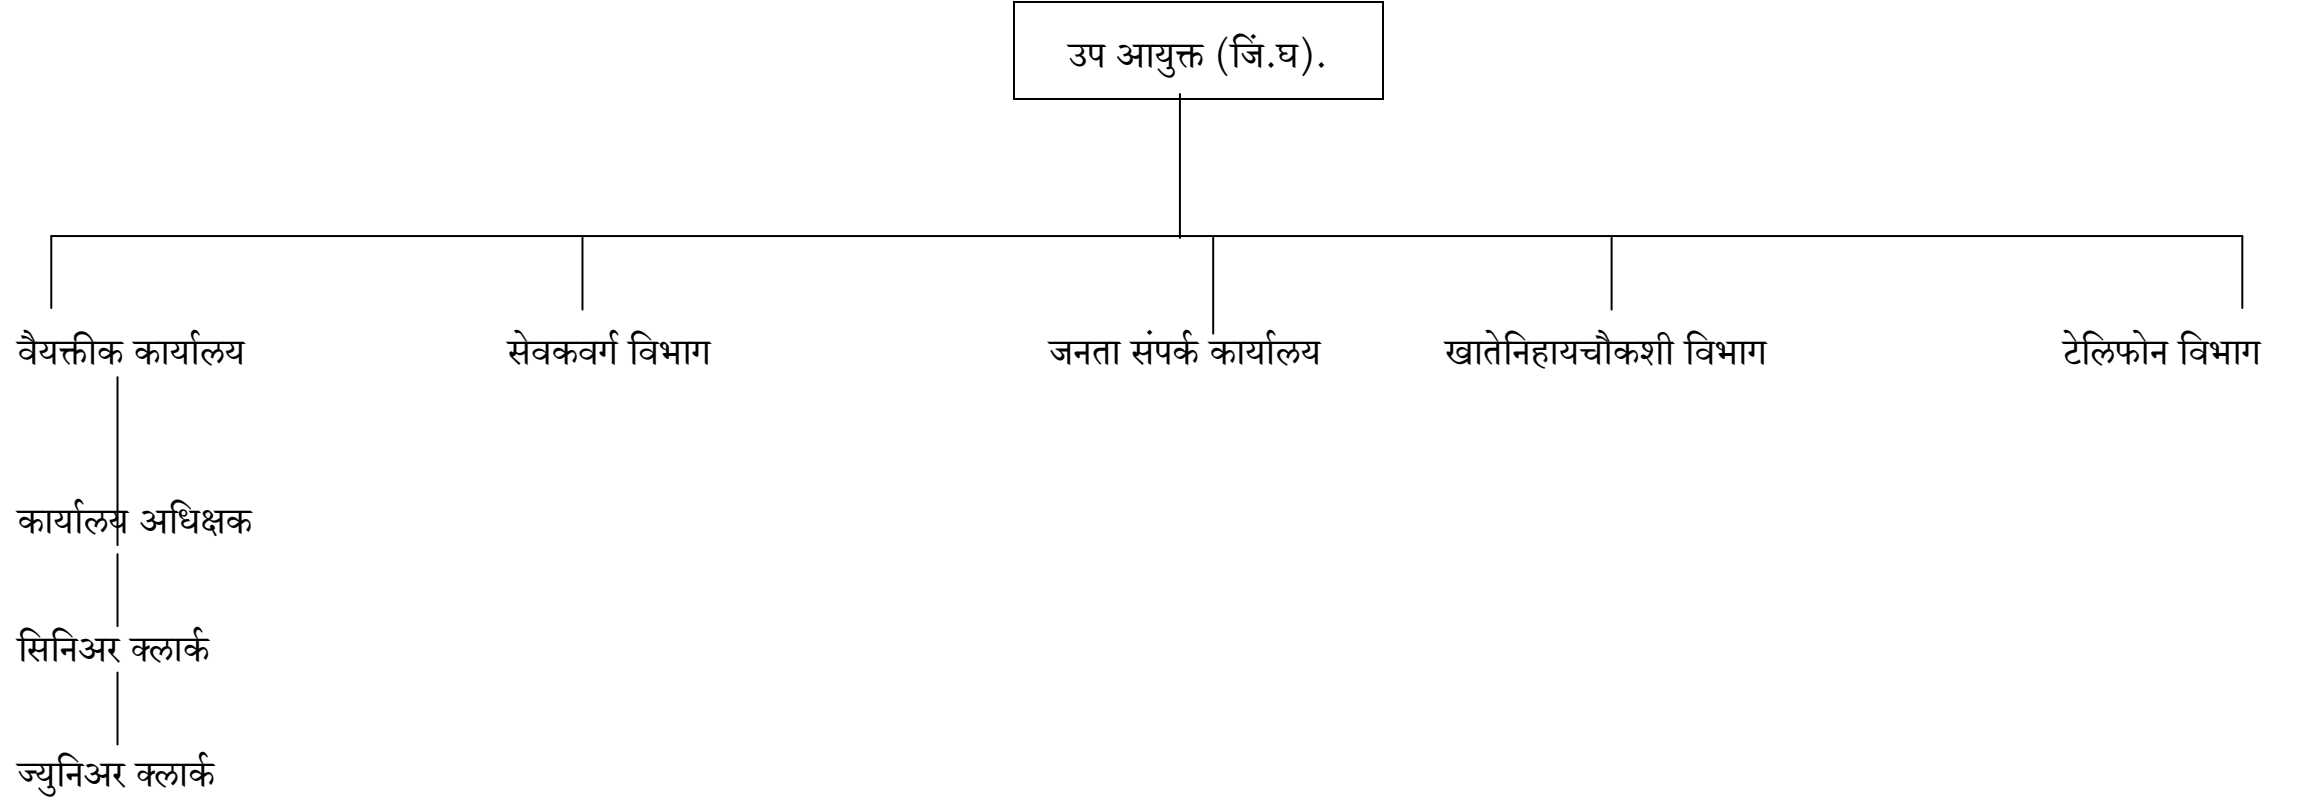 उप आयुक्त (जिं.घ).
वैयक्तीक कार्यालय
सेवकवर्ग विभाग
जनता संपर्क कार्यालय
खातेनिहायचौकशी विभाग
टेलिफोन विभाग
कार्यालय अधिक्षक
सिनिअर क्लार्क
ज्युनिअर क्लार्क